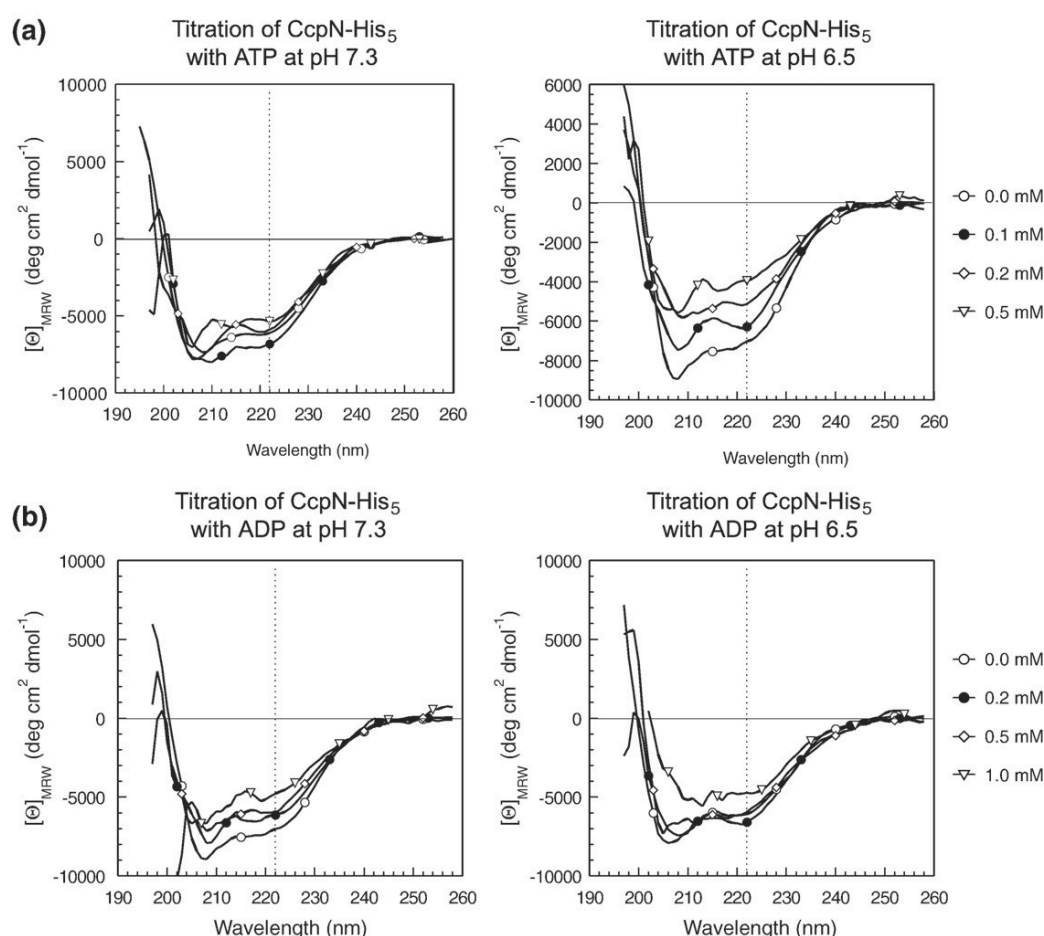 (a)
Titration of CcpN-His5
with ATP at pH 7.3
10000
5000
0
-5000
-10000
[Θ]MRW (deg cm2 dmol-1)
190 200 210 220 230 240 250 260
Wavelength (nm)
Titration of CcpN-His5
with ATP at pH 6.5
6000
4000
2000
0
-2000
-4000
-6000
-8000
-10000
[Θ]MRW (deg cm2 dmol-1)
190 200 210 220 230 240 250 260
Wavelength (nm)
0.0 mM
0.1 mM
0.2 mM
0.5 mM
(b)
Titration of CcpN-His5
with ADP at pH 7.3
10000
5000
0
-5000
-10000
[Θ]MRW (deg cm2 dmol-1)
190 200 210 220 230 240 250 260
Wavelength (nm)
Titration of CcpN-His5
with ADP at pH 6.5
10000
5000
0
-5000
-10000
[Θ]MRW (deg cm2 dmol-1)
190 200 210 220 230 240 250 260
Wavelength (nm)
0.0 mM
0.2 mM
0.5 mM
1.0 mM